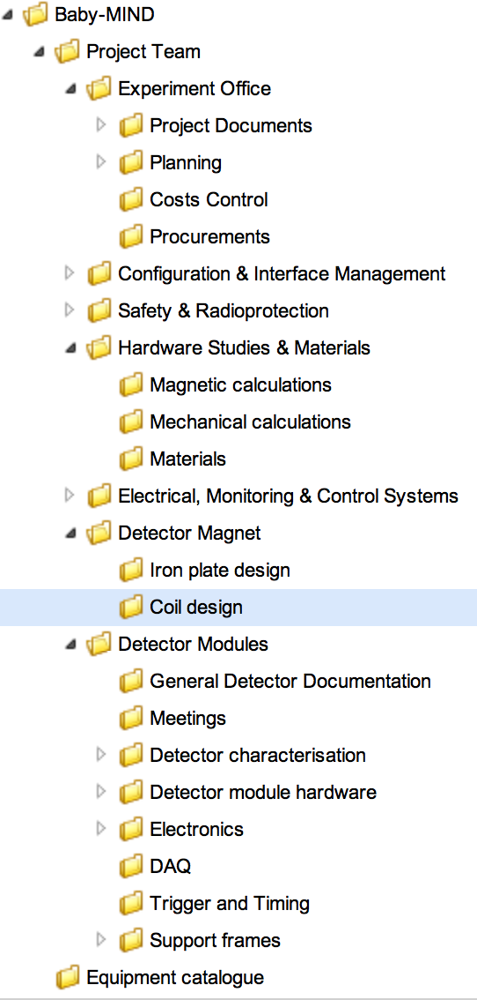 Baby-MIND
Project Team
Experiment Office
Project Documents
Planning
Costs Control
Procurements
Configuration & Interface Management
Safety & Radioprotection
Hardware Studies & Materials
Magnetic calculations
Mechanical calculations
Materials
Electrical, Monitoring & Control Systems
Detector Magnet
Iron plate design
Coil design
Detector Modules
General Detector Documentation
Meetings
Detector characterisation
Detector module hardware
Electronics
DAQ
Trigger and Timing
Support frames
Equipment catalogue